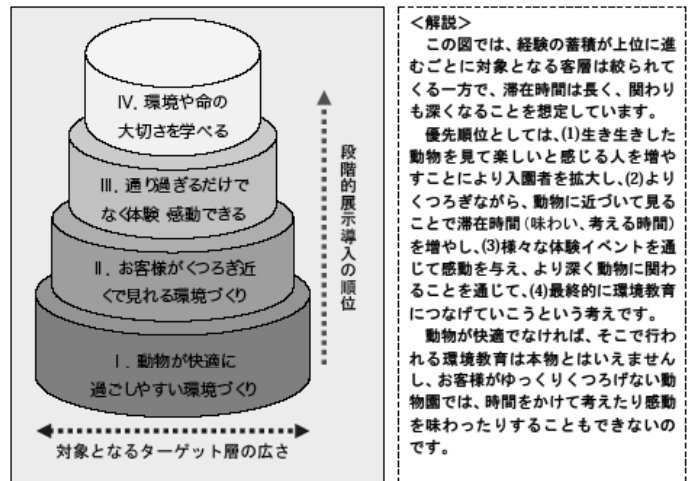 IV. 環境や命の
大切さを学べる
III. 通り過ぎるだけで
なく体験 感動できる
II. お客様がくつろぎ近
くで見れる環境づくり
I. 動物が快適に
過ごしやすい環境づくり
段階的展示導入の順位
対象となるターゲット層の広さ
<解説>
この図では、経験の蓄積が上位に進
むごとに対象となる客層は絞られて
くる一方で、滞在時間は長く、関わり
も深くなることを想定しています。
優先順位としては、(1)生き生きした
動物を見て楽しいと感じる人を増や
すことにより入園者を拡大し、(2)より
くつろぎながら、動物に近づいて見る
ことで滞在時間（味わい、考える時間）
を増やし、(3)様々な体験イベントを通
じて感動を与え、より深く動物に関わ
ることを通じて、(4)最終的に環境教育
につなげていこうという考えです。
動物が快適でなければ、そこで行わ
れる環境教育は本物とはいえません
し、お客様がゆっくりくつろげない動
物園では、時間をかけて考えたり感動
を味わったりすることもできないの
です。